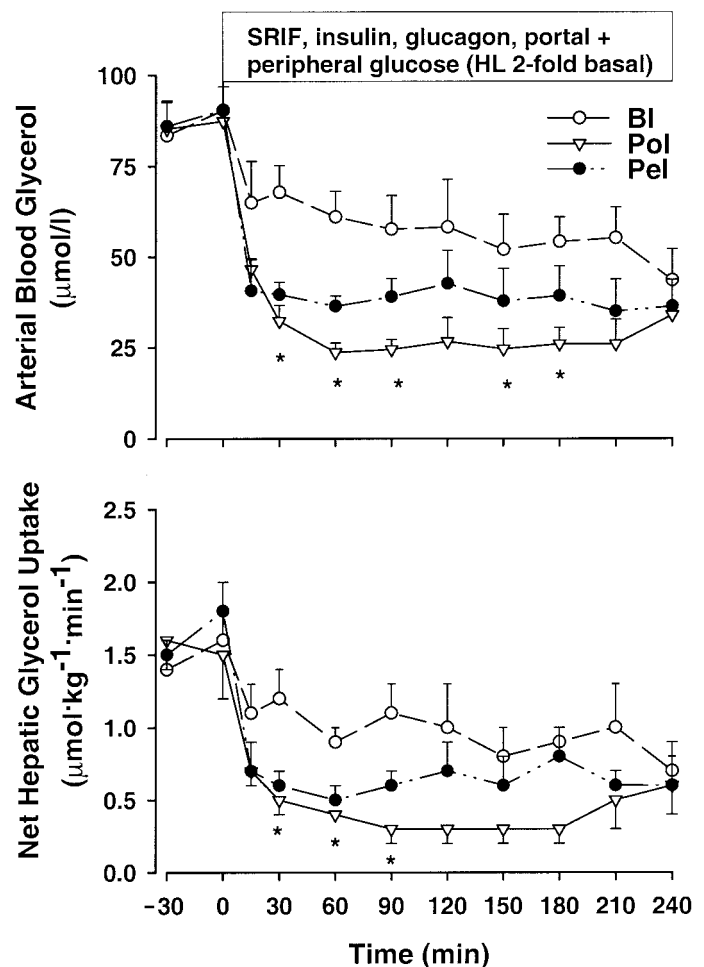 SRIF, insulin, glucagon, portal +
peripheral glucose (HL 2-fold basal)
100
75
50
25
0
Arterial Blood Glycerol
(μmol/l)
BI
PoI
PeI
*
*
*
*
*
2.5
2.0
1.5
1.0
0.5
0.0
Net Hepatic Glycerol Uptake
(μmol·kg⁻¹·min⁻¹)
*
*
*
−30 0 30 60 90 120 150 180 210 240
Time (min)